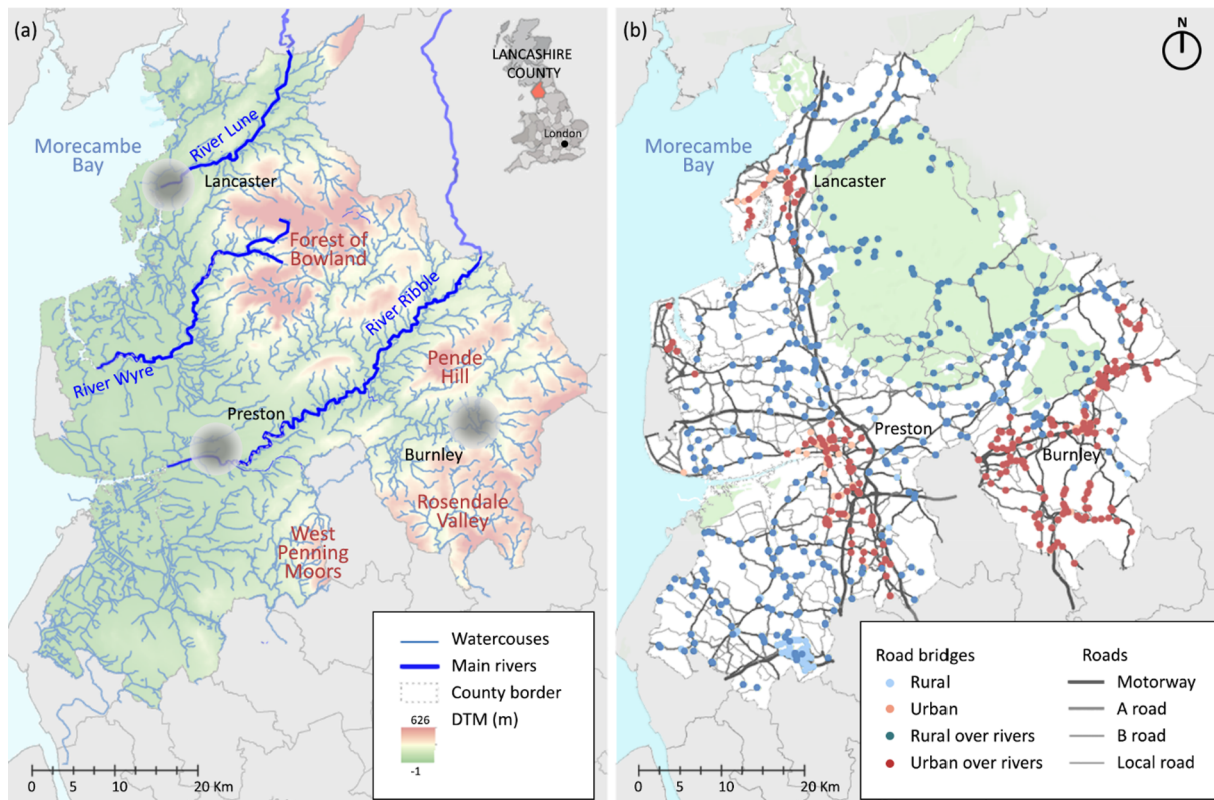 (a)
LANCASHIRE
COUNTY
London
Morecambe
Bay
River Lune
Lancaster
Forest of
Bowland
River Ribble
River Wyre
Pende
Hill
Preston
Burnley
Rosendale
Valley
West
Penning
Moors
Watercouses
Main rivers
County border
DTM (m)
626
-1
0 5 10 20 Km
(b)
N
Morecambe
Bay
Lancaster
Preston
Burnley
Road bridges
Rural
Urban
Rural over rivers
Urban over rivers
Roads
Motorway
A road
B road
Local road
0 5 10 20 Km